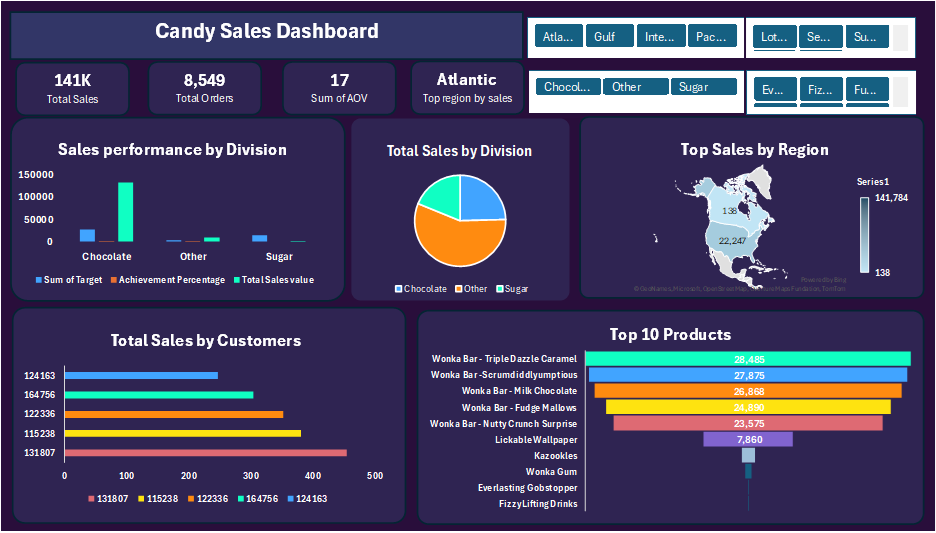 Candy Sales Dashboard
Atla...
Gulf
Inte...
Pac...
Lot...
Se...
Su...
141K
Total Sales
8,549
Total Orders
17
Sum of AOV
Atlantic
Top region by sales
Chocol...
Other
Sugar
Ev...
Fiz...
Fu...
Sales performance by Division
150000
100000
50000
0
Chocolate
Other
Sugar
Sum of Target
Achievement Percentage
Total Sales value
Total Sales by Division
Chocolate
Other
Sugar
Top Sales by Region
Series1
141,784
138
138
22,247
Powered by Bing
© GeoNames, Microsoft, OpenStreetMap, Overture Maps Fundation, TomTom
Total Sales by Customers
124163
164756
122336
115238
131807
0
100
200
300
400
500
131807
115238
122336
164756
124163
Top 10 Products
Wonka Bar - Triple Dazzle Caramel
28,485
Wonka Bar -Scrumdiddlyumptious
27,875
Wonka Bar - Milk Chocolate
26,868
Wonka Bar - Fudge Mallows
24,890
Wonka Bar - Nutty Crunch Surprise
23,575
Lickable Wallpaper
7,860
Kazookles
Wonka Gum
Everlasting Gobstopper
Fizzy Lifting Drinks